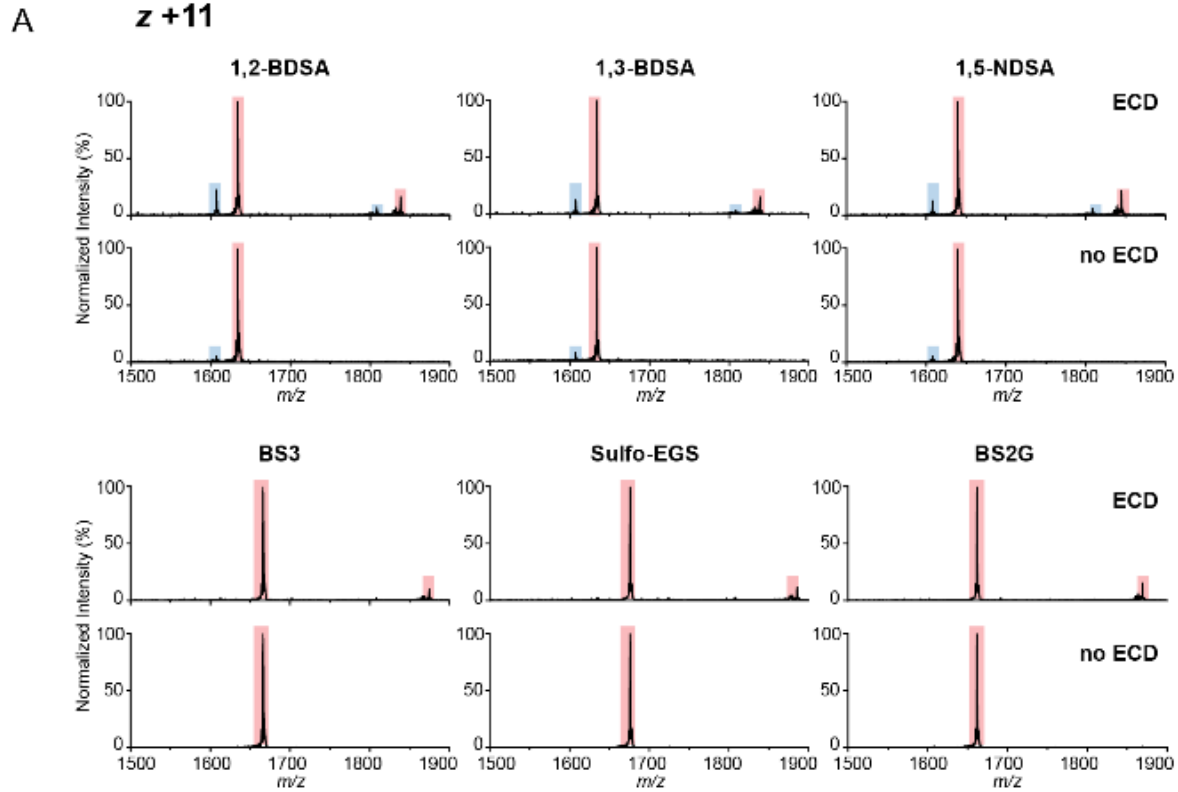 A
z +11
1,2-BDSA 1,3-BDSA 1,5-NDSA
ECD
Normalized Intensity (%)
100 100 100
50 50 50
0 0 0
no ECD
100 100 100
50 50 50
0 0 0
1500 1600 1700 1800 1900 1500 1600 1700 1800 1900 1500 1600 1700 1800 1900
m/z m/z m/z
BS3 Sulfo-EGS BS2G
ECD
Normalized Intensity (%)
100 100 100
50 50 50
0 0 0
no ECD
100 100 100
50 50 50
0 0 0
1500 1600 1700 1800 1900 1500 1600 1700 1800 1900 1500 1600 1700 1800 1900
m/z m/z m/z